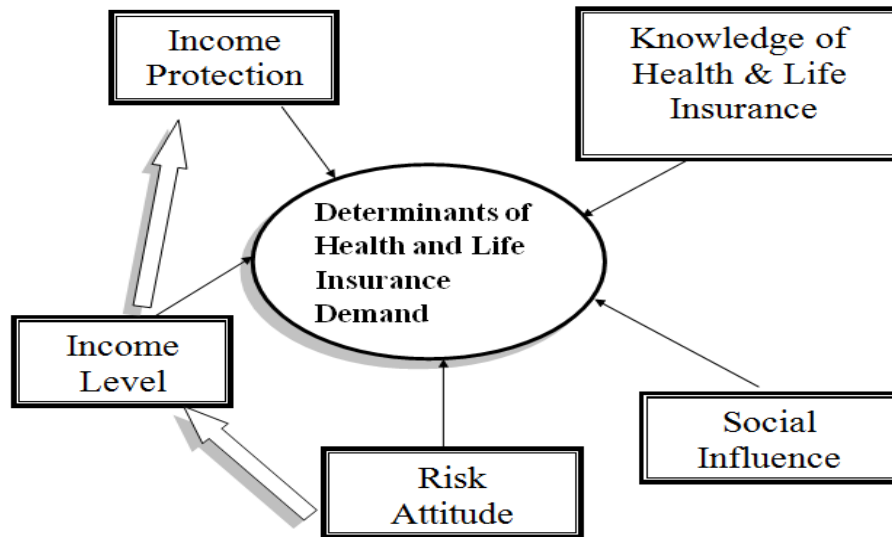 Income
Protection
Knowledge of
Health & Life
Insurance
Determinants of
Health and Life
Insurance
Demand
Income
Level
Risk
Attitude
Social
Influence